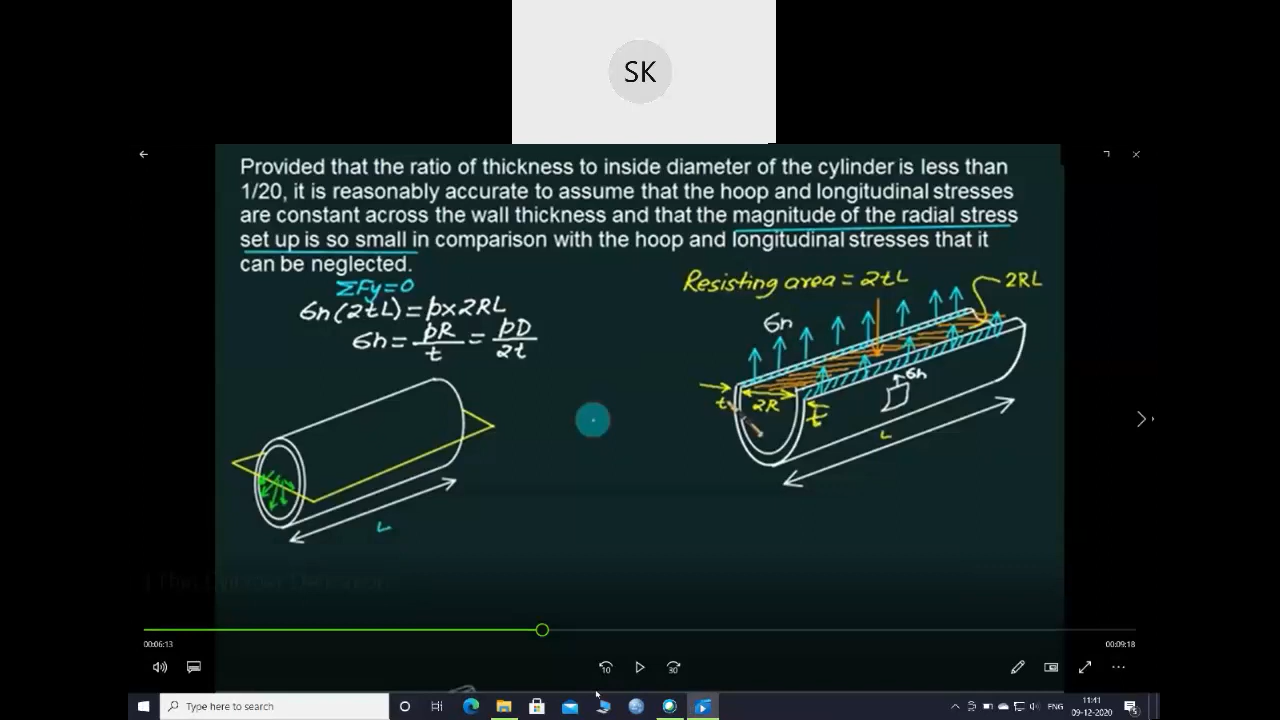 SK
Provided that the ratio of thickness to inside diameter of the cylinder is less than
1/20, it is reasonably accurate to assume that the hoop and longitudinal stresses
are constant across the wall thickness and that the magnitude of the radial stress
set up is so small in comparison with the hoop and longitudinal stresses that it
can be neglected.
ΣFy=0
σh(2tL)=p×2RL
σh=pR/t=pD/2t
Resisting area=2tL
2RL
σh
σh
t
2R
t
L
L
00:06:13
00:09:18
10
30
Type here to search
ENG
11:41
09-12-2020